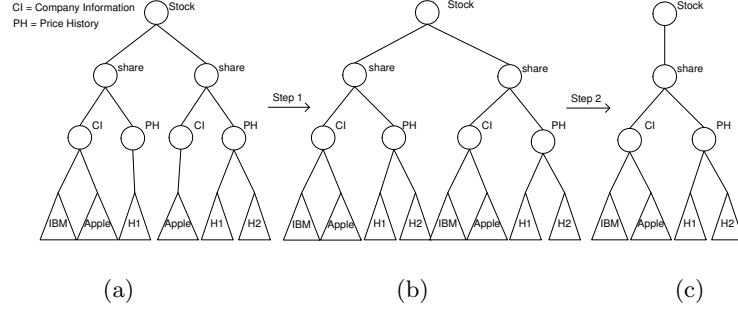 CI = Company Information
PH = Price History
Stock
share share
CI PH CI PH
IBM Apple H1 Apple H1 H2
Step 1
Stock
share share
CI PH CI PH
IBM Apple H1 H2 IBM Apple H1 H2
Step 2
Stock
share
CI PH
IBM Apple H1 H2
(a) (b) (c)